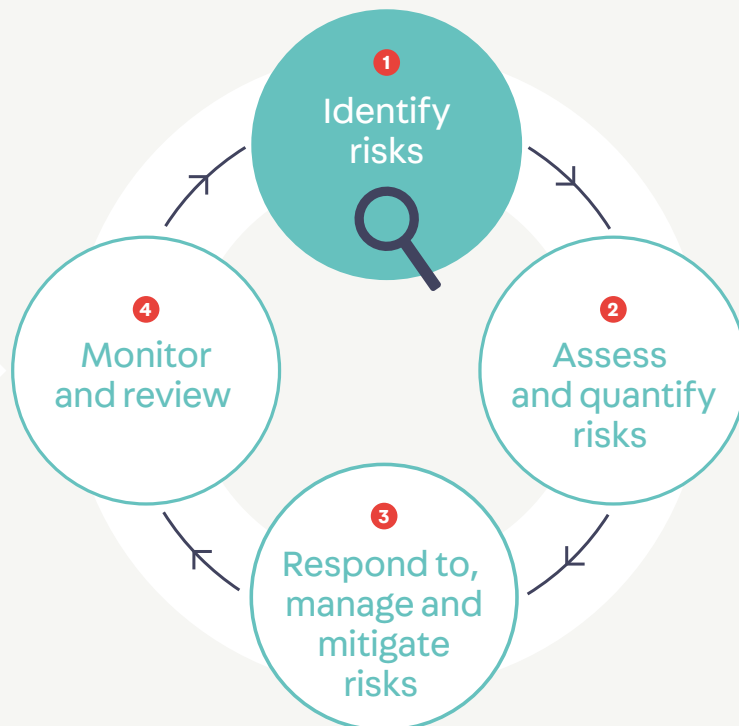 1
Identify
risks
2
Assess
and quantify
risks
3
Respond to,
manage and
mitigate
risks
4
Monitor
and review